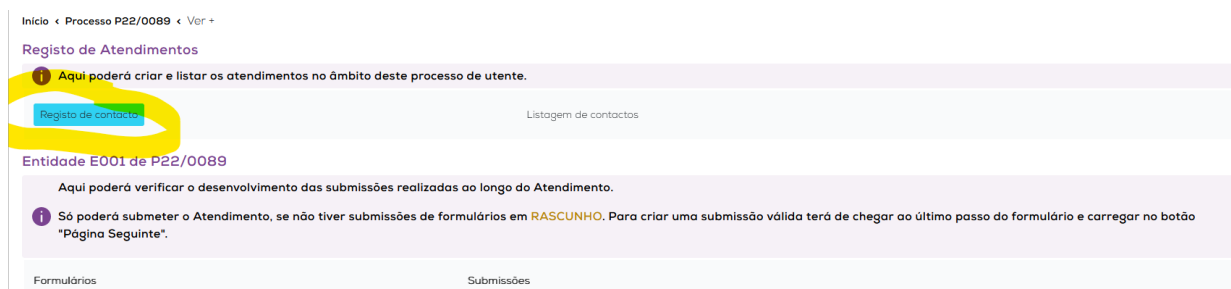 Início < Processo P22/0089 < Ver +
Registo de Atendimentos
i Aqui poderá criar e listar os atendimentos no âmbito deste processo de utente.
Registo de contacto Listagem de contactos
Entidade E001 de P22/0089
Aqui poderá verificar o desenvolvimento das submissões realizadas ao longo do Atendimento.
i Só poderá submeter o Atendimento, se não tiver submissões de formulários em RASCUNHO. Para criar uma submissão válida terá de chegar ao último passo do formulário e carregar no botão
"Página Seguinte".
Formulários Submissões